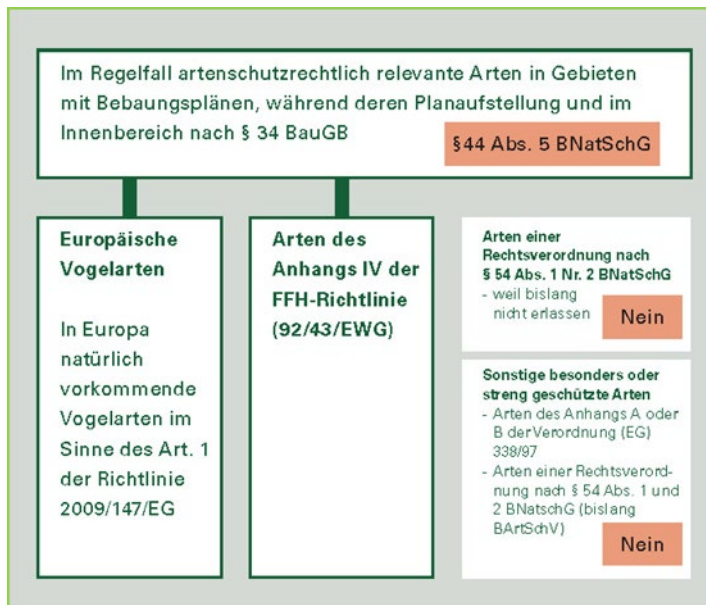 Im Regelfall artenschutzrechtlich relevante Arten in Gebieten
mit Bebaungsplänen, während deren Planaufstellung und im
Innenbereich nach § 34 BauGB
§44 Abs. 5 BNatSchG
Europäische
Vogelarten
In Europa
natürlich
vorkommende
Vogelarten im
Sinne des Art. 1
der Richtlinie
2009/147/EG
Arten des
Anhangs IV der
FFH-Richtlinie
(92/43/EWG)
Arten einer
Rechtsverordnung nach
§ 54 Abs. 1 Nr. 2 BNatSchG
- weil bislang
nicht erlassen
Nein
Sonstige besonders oder
streng geschützte Arten
- Arten des Anhangs A oder
B der Verordnung (EG)
338/97
- Arten einer Rechtsverord-
nung nach § 54 Abs. 1 und
2 BNatschG (bislang
BArtSchV)
Nein